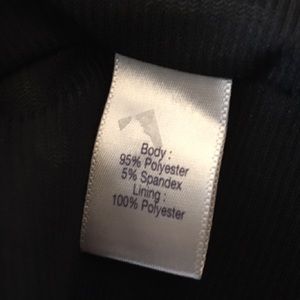 Body :
95% Polyester
5% Spandex
Lining :
100% Polyester